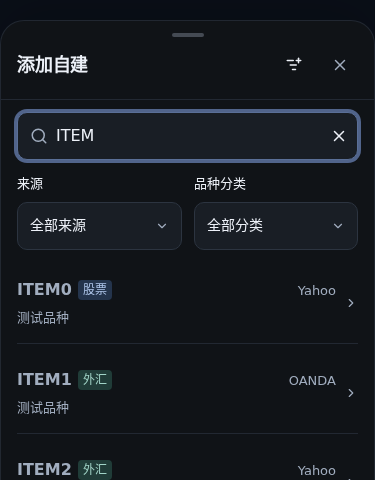 添加自建
ITEM
来源
品种分类
全部来源
全部分类
ITEM0 股票 Yahoo
测试品种
ITEM1 外汇 OANDA
测试品种
ITEM2 外汇 Yahoo